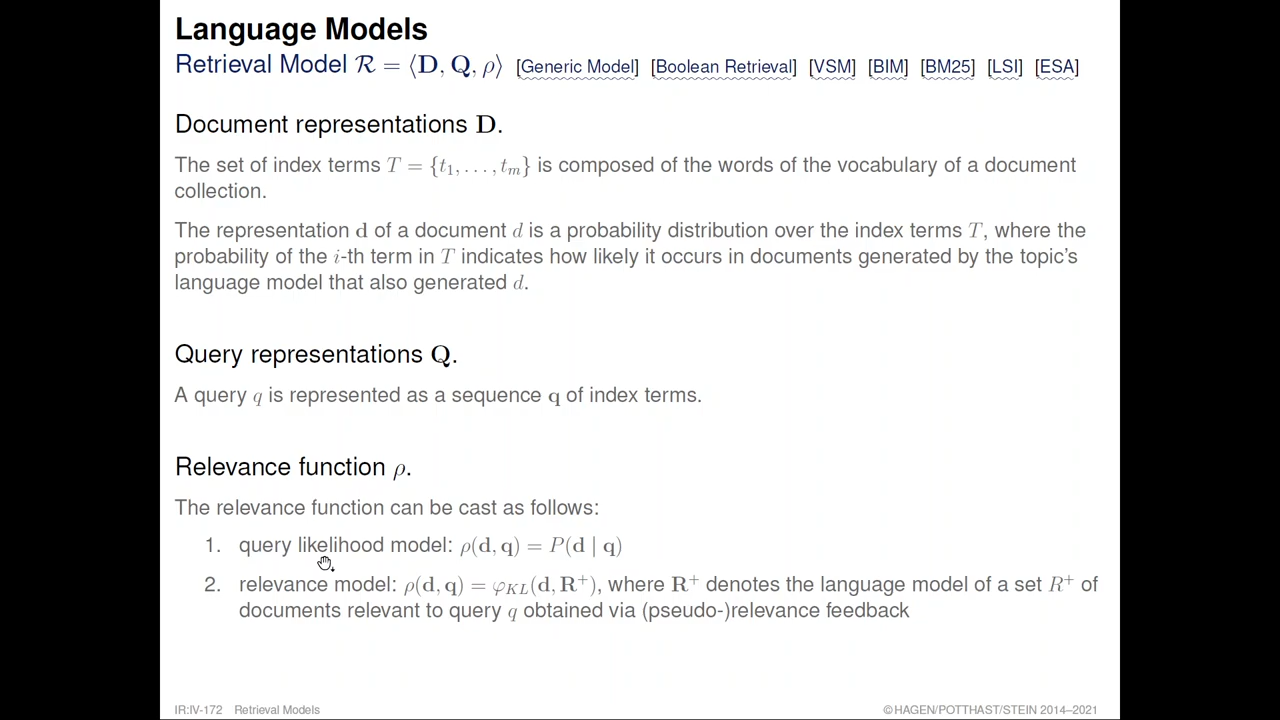 Language Models
Retrieval Model ℛ = ⟨D, Q, ρ⟩ [Generic Model] [Boolean Retrieval] [VSM] [BIM] [BM25] [LSI] [ESA]
Document representations D.
The set of index terms T = {t₁, . . . , tₘ} is composed of the words of the vocabulary of a document
collection.
The representation d of a document d is a probability distribution over the index terms T, where the
probability of the i-th term in T indicates how likely it occurs in documents generated by the topic's
language model that also generated d.
Query representations Q.
A query q is represented as a sequence q of index terms.
Relevance function ρ.
The relevance function can be cast as follows:
1. query likelihood model: ρ(d, q) = P(d | q)
2. relevance model: ρ(d, q) = φ_KL(d, R⁺), where R⁺ denotes the language model of a set R⁺ of
documents relevant to query q obtained via (pseudo-)relevance feedback
IR:IV-172 Retrieval Models ©HAGEN/POTTHAST/STEIN 2014–2021